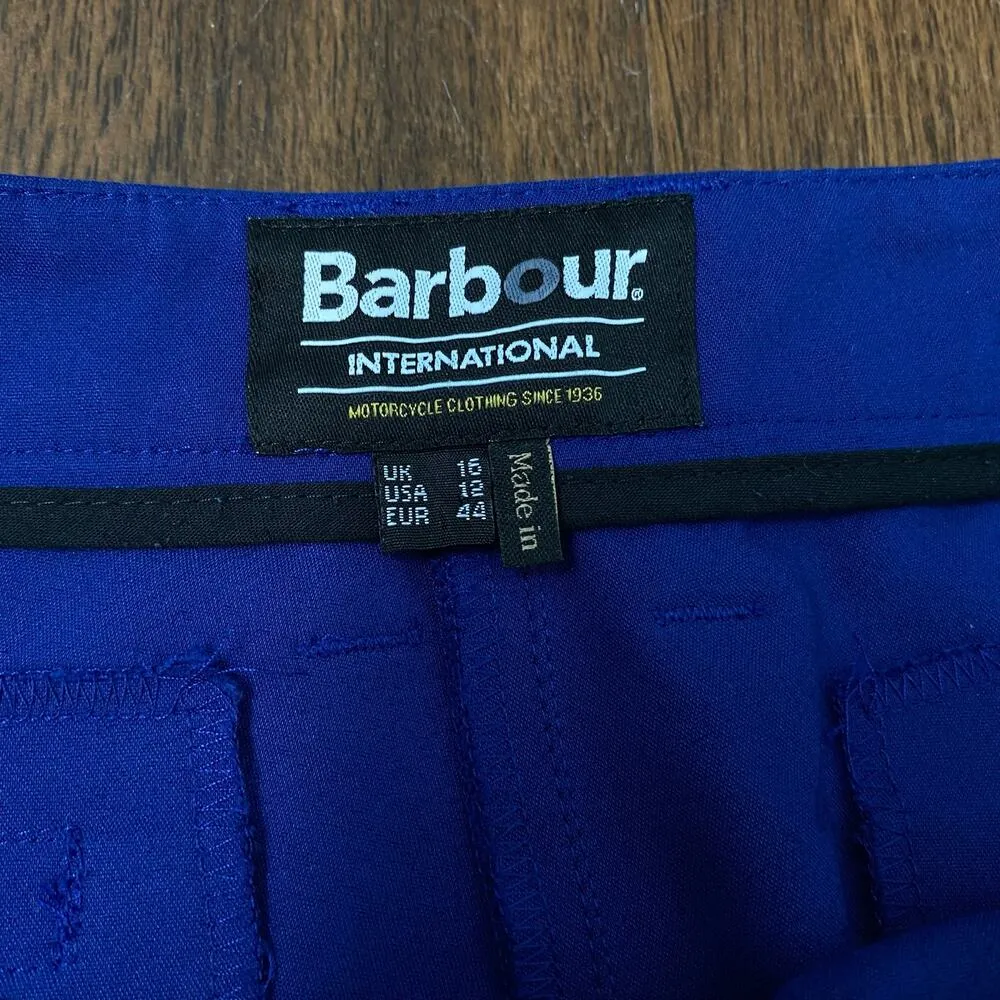 Barbour®
INTERNATIONAL
MOTORCYCLE CLOTHING SINCE 1936
UK 16
USA 12
EUR 44
Made in